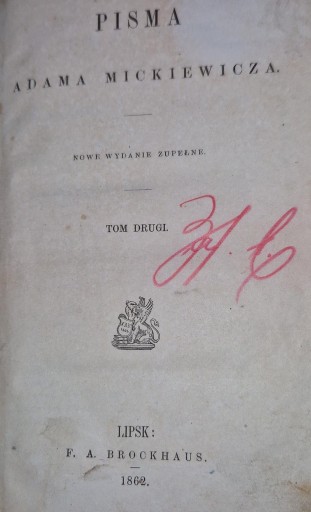 PISMA
ADAMA MICKIEWICZA.
NOWE WYDANIE ZUPEŁNE.
TOM DRUGI.
LIPSK:
F. A. BROCKHAUS.
1862.